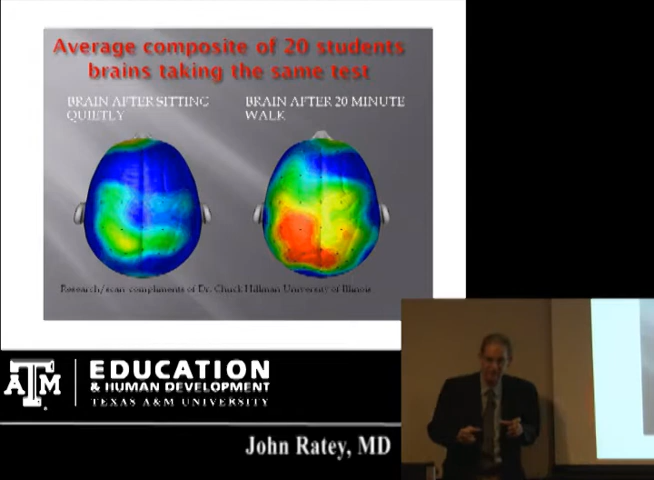 Average composite of 20 students
brains taking the same test
BRAIN AFTER SITTING
QUIETLY
BRAIN AFTER 20 MINUTE
WALK
Research/scan compliments of Dr. Chuck Hillman University of Illinois
ATM
EDUCATION
& HUMAN DEVELOPMENT
TEXAS A&M UNIVERSITY
John Ratey, MD